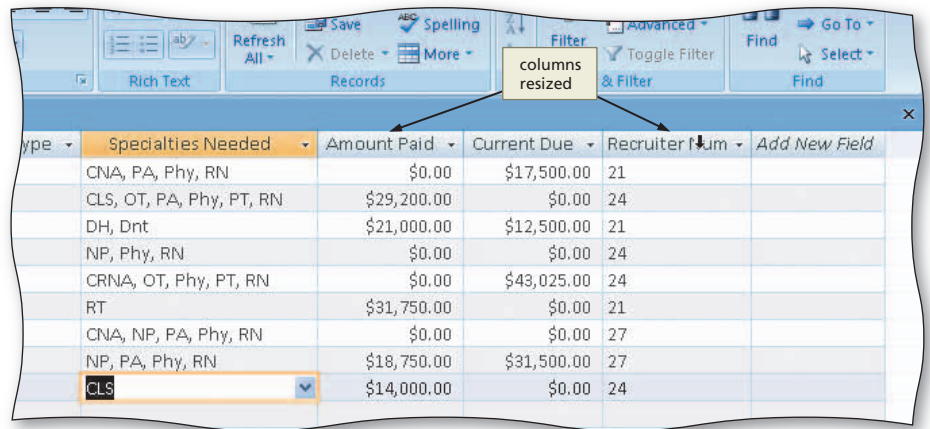 ABC
Save Spelling Advanced Go To
Refresh All Delete More Filter Toggle Filter Find Select
Rich Text Records & Filter Find
columns
resized
ype Specialties Needed Amount Paid Current Due Recruiter Num Add New Field
CNA, PA, Phy, RN $0.00 $17,500.00 21
CLS, OT, PA, Phy, PT, RN $29,200.00 $0.00 24
DH, Dnt $21,000.00 $12,500.00 21
NP, Phy, RN $0.00 $0.00 24
CRNA, OT, Phy, PT, RN $0.00 $43,025.00 24
RT $31,750.00 $0.00 21
CNA, NP, PA, Phy, RN $0.00 $0.00 27
NP, PA, Phy, RN $18,750.00 $31,500.00 27
CLS $14,000.00 $0.00 24